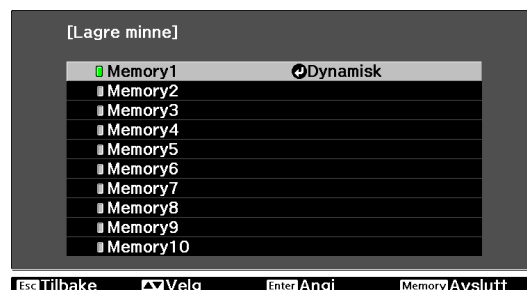 [Lagre minne]
Memory1 Dynamisk
Memory2
Memory3
Memory4
Memory5
Memory6
Memory7
Memory8
Memory9
Memory10
Esc Tilbake Velg Enter Angi Memory Avslutt